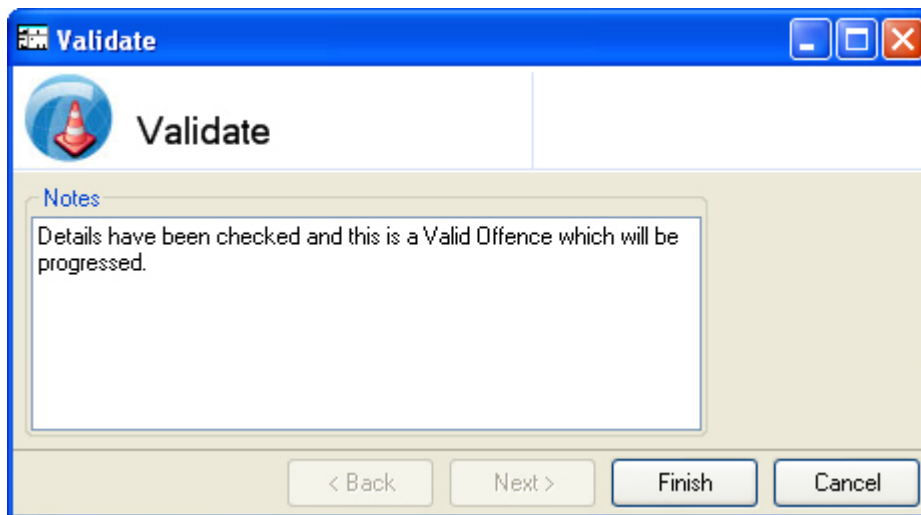 Validate
Validate
Notes
Details have been checked and this is a Valid Offence which will be
progressed.
< Back
Next >
Finish
Cancel